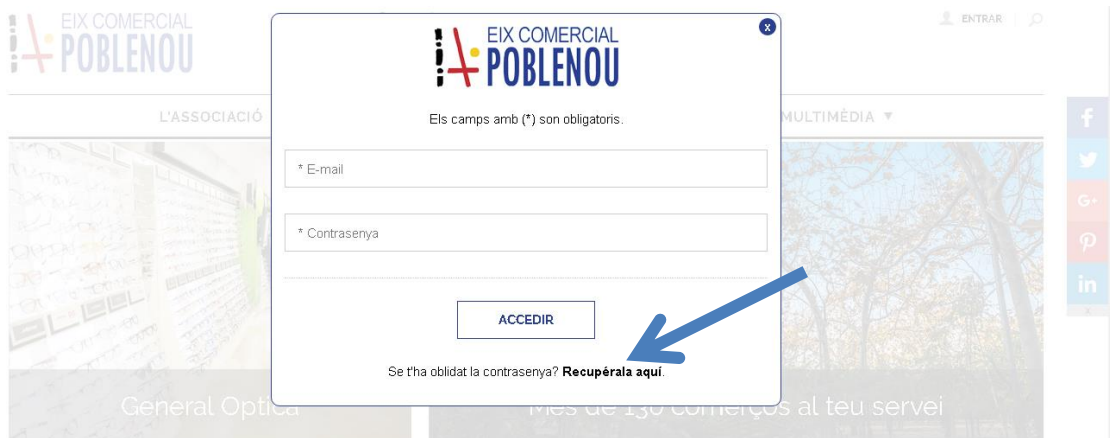 EIX COMERCIAL
POBLENOU
ENTRAR
x
EIX COMERCIAL
POBLENOU
Els camps amb (*) son obligatoris.
L'ASSOCIACIÓ
MULTIMÈDIA ▼
* E-mail
* Contrasenya
ACCEDIR
Se t'ha oblidat la contrasenya? Recupérala aquí.
General Optica
Més de 130 comerços al teu servei
f
G+
in